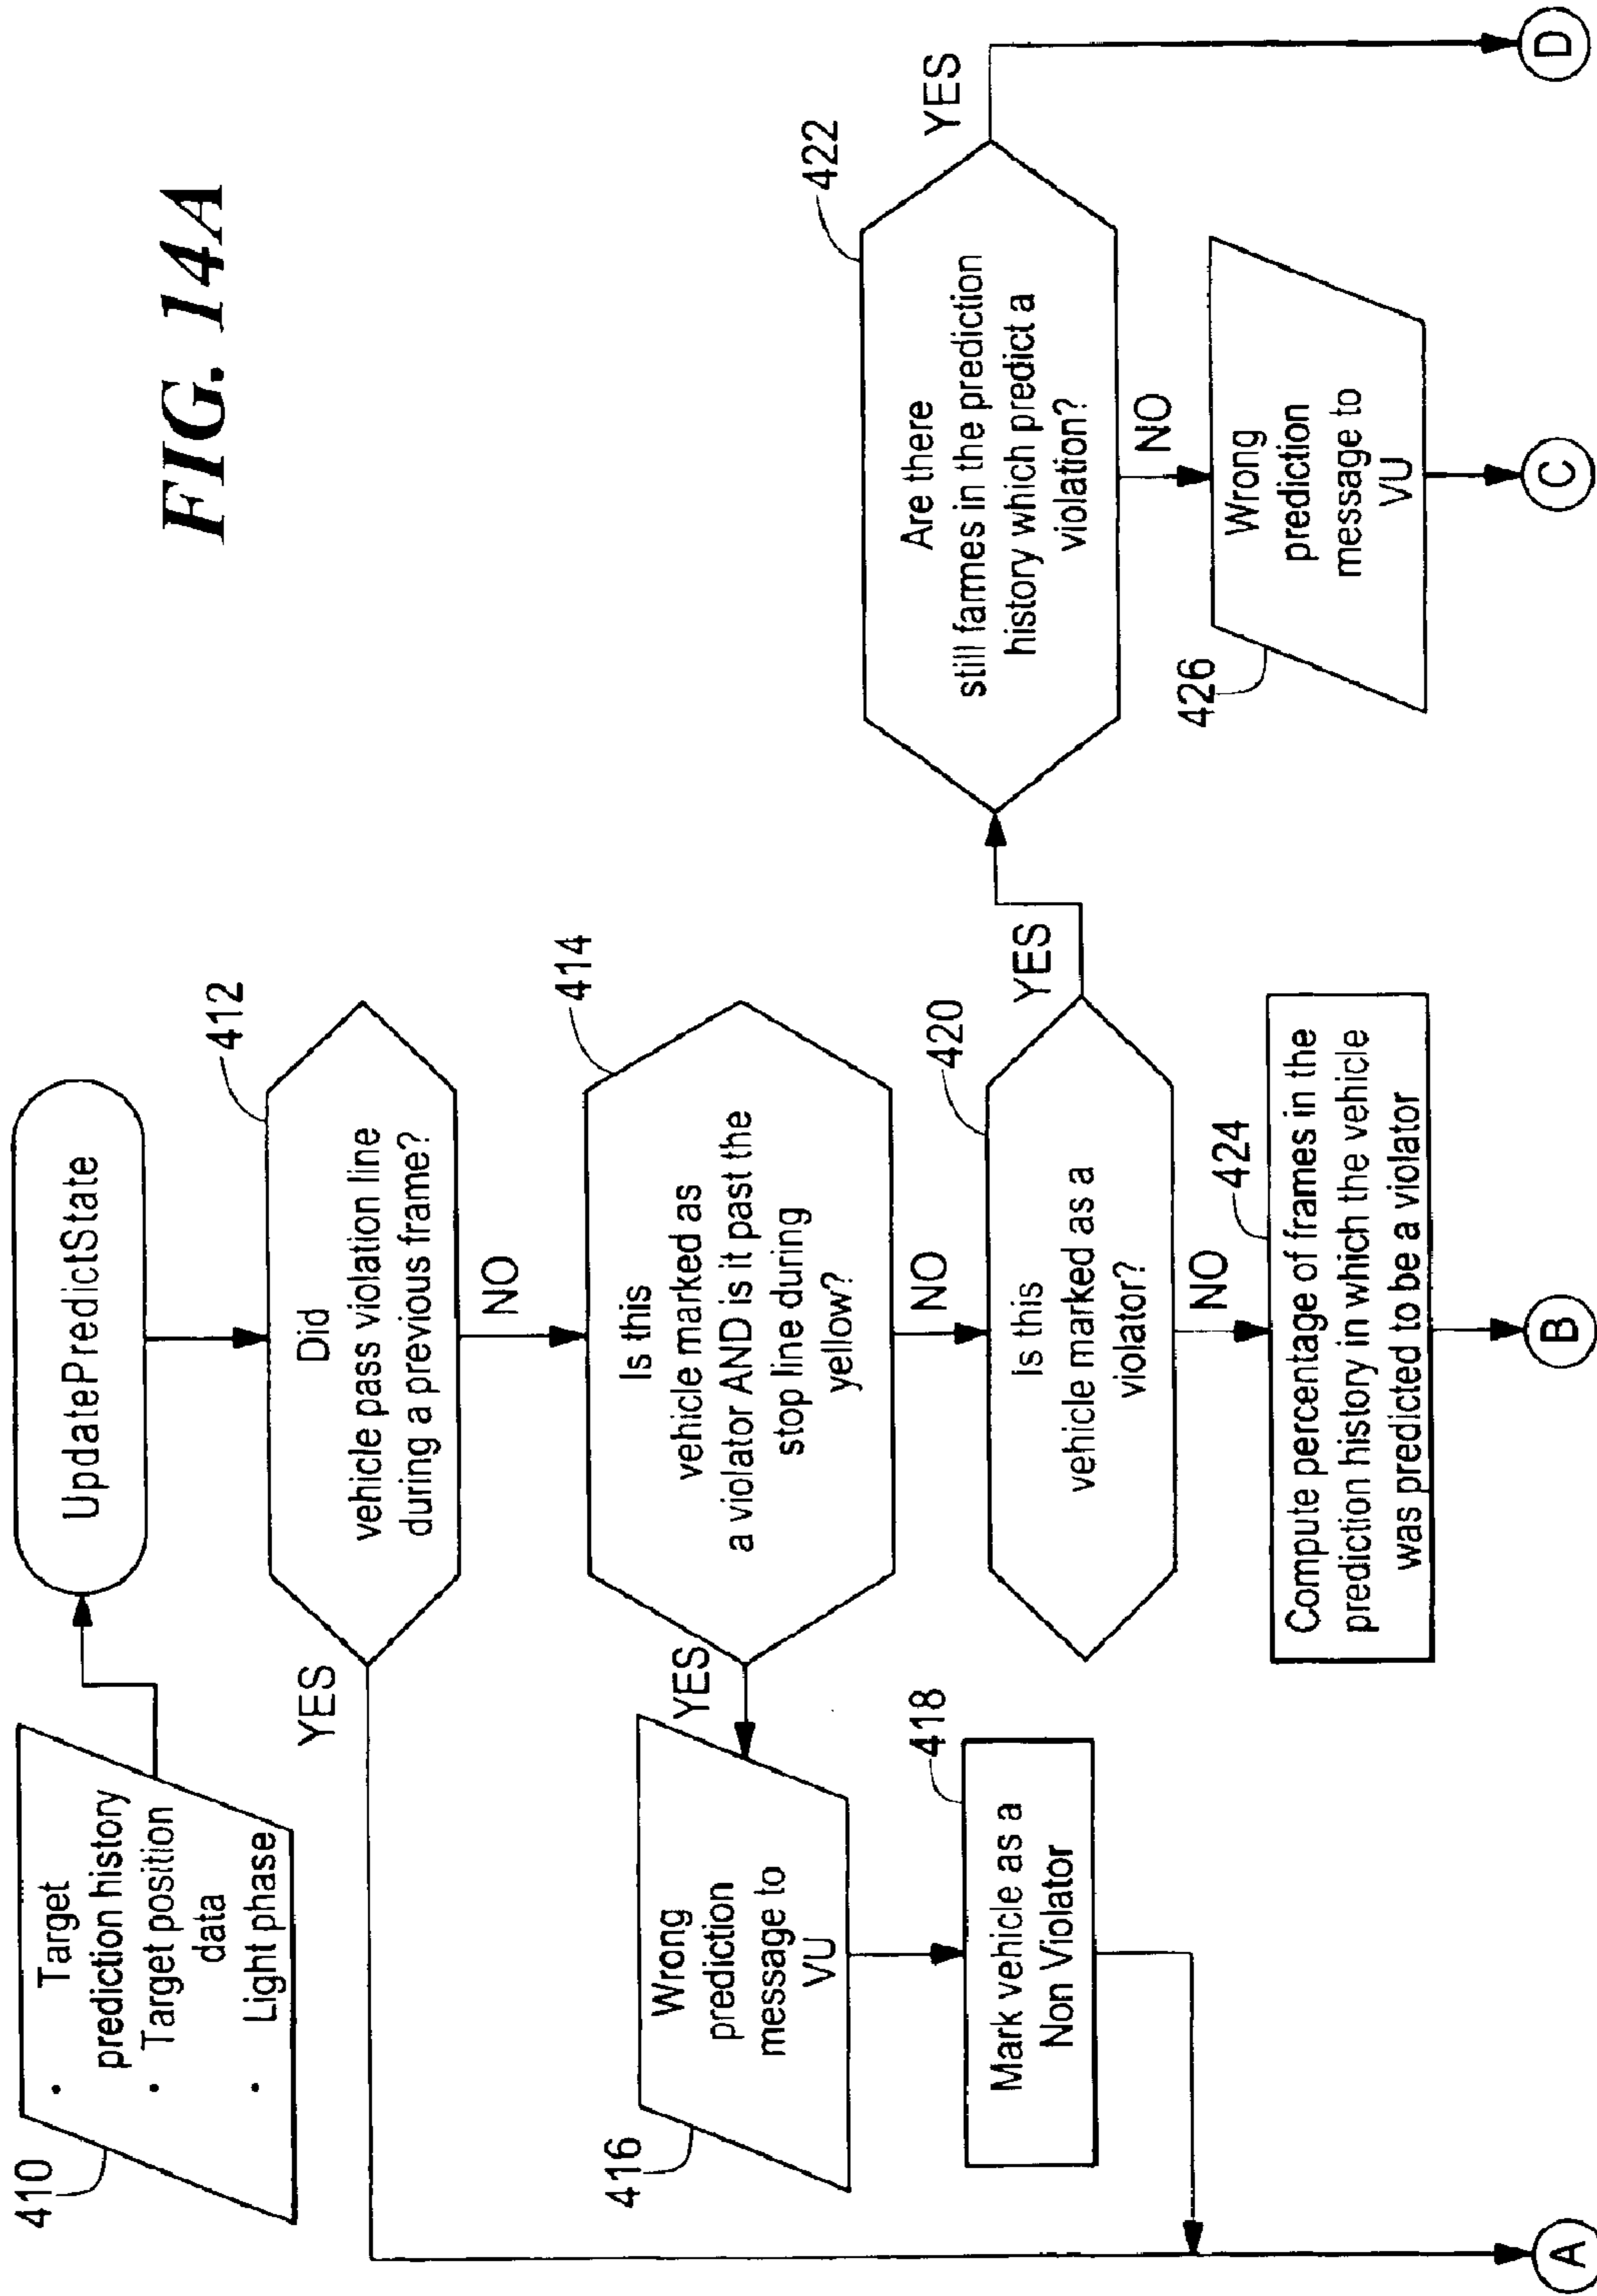 FIG. 14A
410
• Target
prediction history
• Target position
data
• Light phase
UpdatePredictState
412
Did
vehicle pass violation line
during a previous frame?
YES
NO
414
Is this
vehicle marked as
a violator AND is it past the
stop line during
yellow?
YES
NO
416
Wrong
prediction
message to
VU
418
Mark vehicle as a
Non Violator
420
Is this
vehicle marked as a
violator?
YES
NO
422
Are there
still farmes in the prediction
history which predict a
violation?
YES
NO
424
Compute percentage of frames in the
prediction history in which the vehicle
was predicted to be a violator
426
Wrong
prediction
message to
VU
A
B
C
D